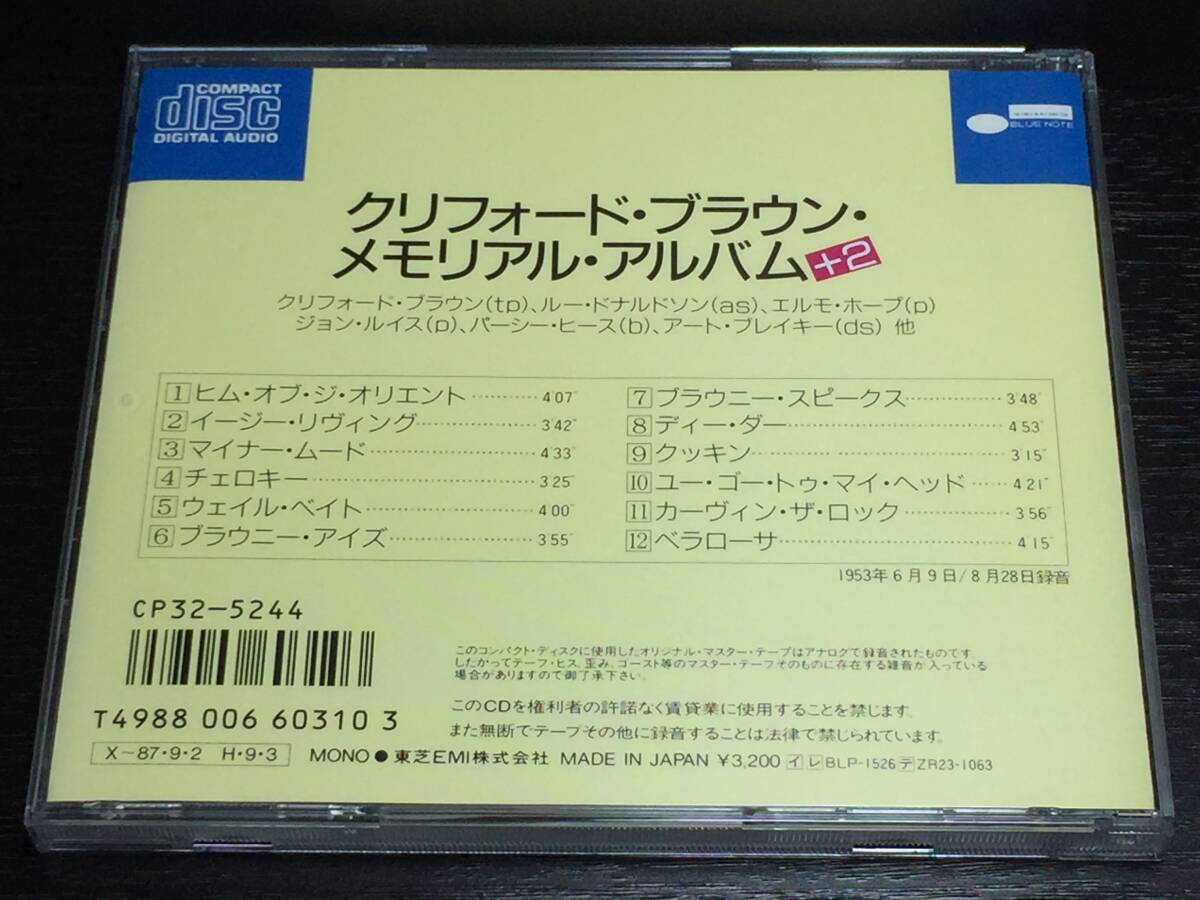 COMPACT
disc
DIGITAL AUDIO
BLUE NOTE
クリフォード・ブラウン・
メモリアル・アルバム+2
クリフォード・ブラウン(tp)、ルー・ドナルドソン(as)、エルモ・ホープ(p)
ジョン・ルイス(p)、パーシー・ヒース(b)、アート・ブレイキー(ds) 他
1 ヒム・オブ・ジ・オリエント 4'07"
2 イージー・リヴィング 3'42"
3 マイナー・ムード 4'33"
4 チェロキー 3'25"
5 ウェイル・ベイト 4'00"
6 ブラウニー・アイズ 3'55"
7 ブラウニー・スピークス 3'48"
8 ディー・ダー 4'53"
9 クッキン 3'15"
10 ユー・ゴー・トゥ・マイ・ヘッド 4'21"
11 カーヴィン・ザ・ロック 3'56"
12 ベラローサ 4'15"
1953年6月9日/8月28日録音
CP32-5244
このコンパクト・ディスクに使用したオリジナル・マスター・テープはアナログで録音されたものです
したがってテープ・ヒス、歪み、ゴースト等のマスター・テープそのものに存在する雑音が入っている
場合がありますので御了承下さい。
このCDを権利者の許諾なく賃貸業に使用することを禁じます。
また無断でテープその他に録音することは法律で禁じられています。
T4988 006 60310 3
X-87・9・2 H・9・3
MONO ● 東芝EMI株式会社 MADE IN JAPAN ¥3,200 イ レ BLP-1526 テ ZR23-1063